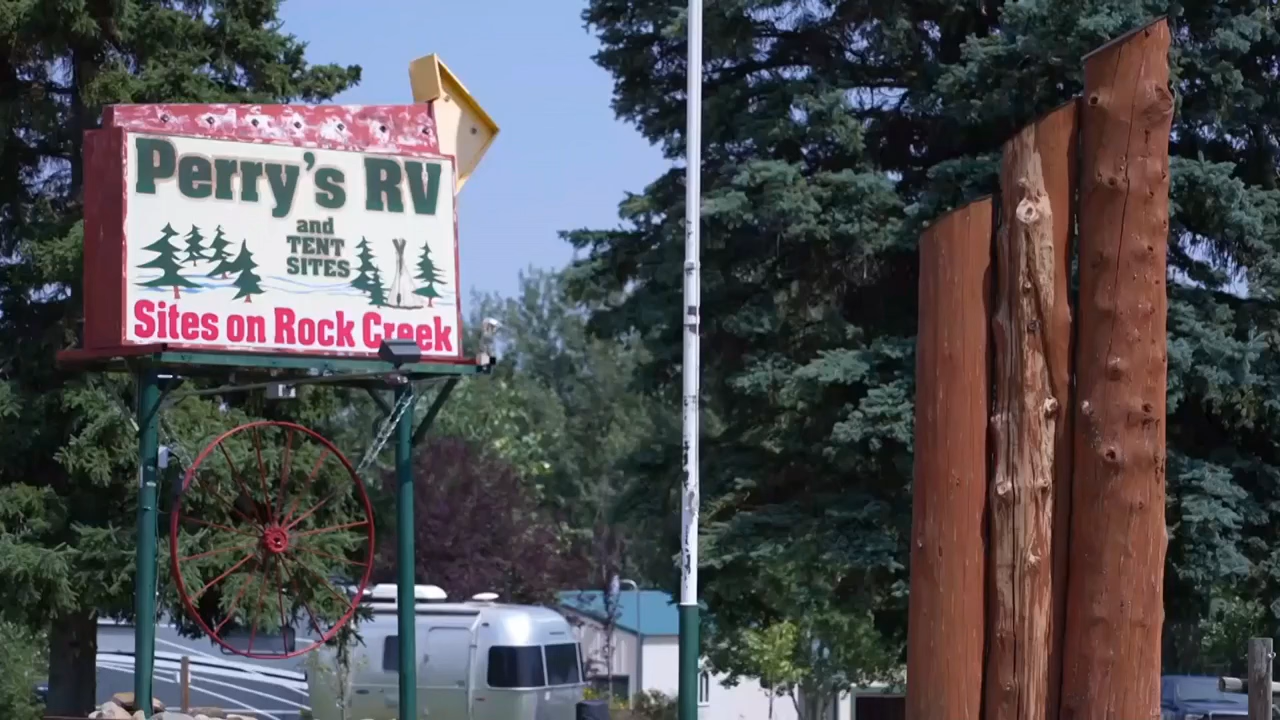 Perry's RV
and
TENT
SITES
Sites on Rock Creek